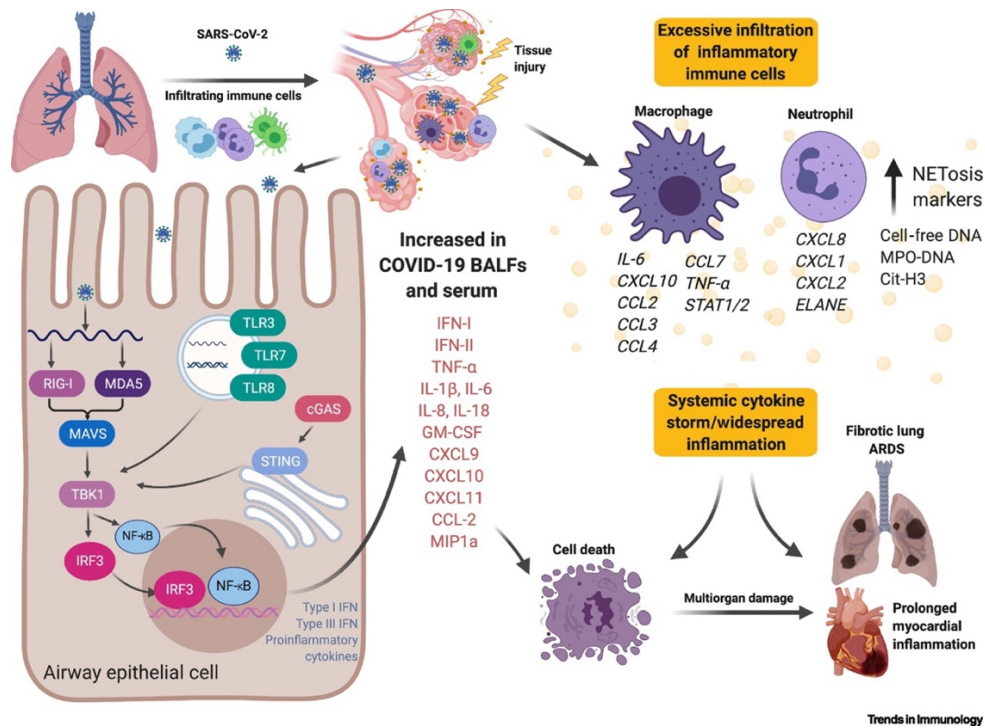 SARS-CoV-2
Infiltrating immune cells
Tissue
injury
Excessive infiltration
of inflammatory
immune cells
Macrophage
Neutrophil
IL-6
CXCL10
CCL2
CCL3
CCL4
CCL7
TNF-α
STAT1/2
CXCL8
CXCL1
CXCL2
ELANE
NETosis
markers
Cell-free DNA
MPO-DNA
Cit-H3
Increased in
COVID-19 BALFs
and serum
IFN-I
IFN-II
TNF-α
IL-1β, IL-6
IL-8, IL-18
GM-CSF
CXCL9
CXCL10
CXCL11
CCL-2
MIP1a
TLR3
TLR7
TLR8
RIG-I
MDA5
MAVS
cGAS
STING
TBK1
NF-κB
IRF3
IRF3
NF-κB
Type I IFN
Type III IFN
Proinflammatory
cytokines
Airway epithelial cell
Systemic cytokine
storm/widespread
inflammation
Cell death
Multiorgan damage
Fibrotic lung
ARDS
Prolonged
myocardial
inflammation
Trends in Immunology